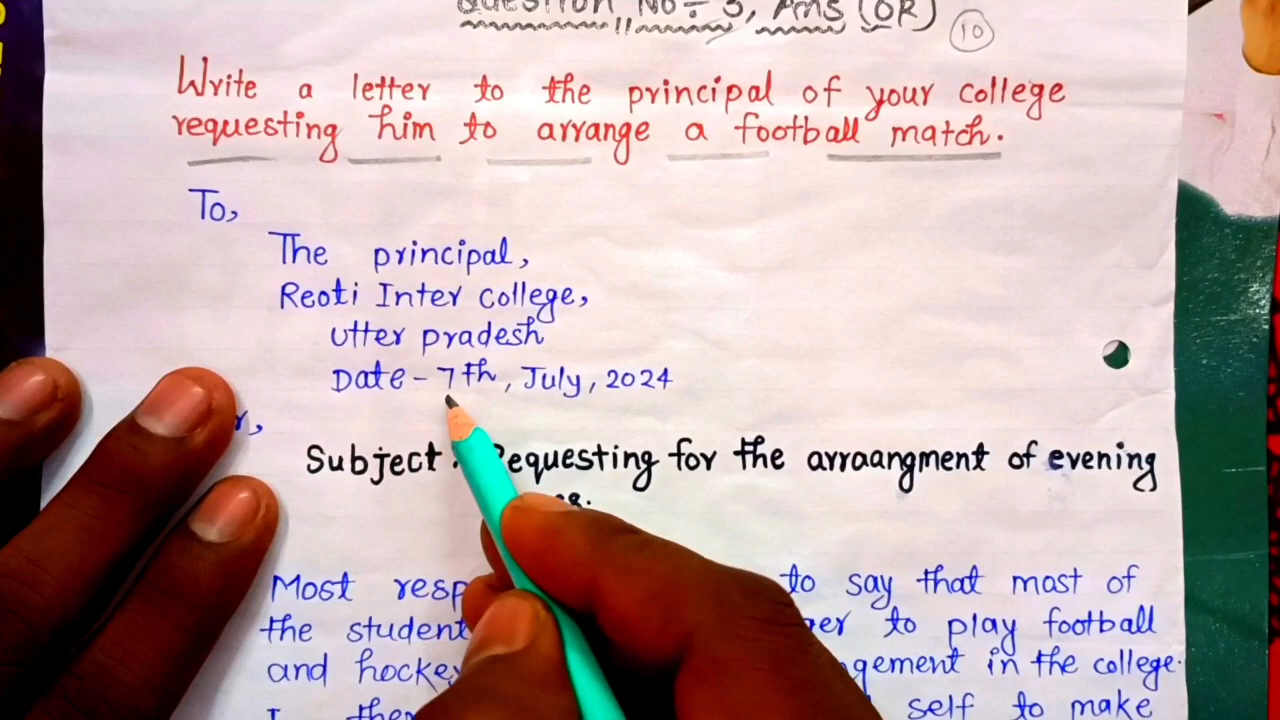 Question No ÷ 3, Ans (OR) 10
Write a letter to the principal of your college
requesting him to arrange a football match.
To,
The principal,
Reoti Inter college,
Utter pradesh
Date - 7th, July, 2024
Subject. Requesting for the arraangment of evening
Most to say that most of
the student to play football
and hockey in the college.
I self to make